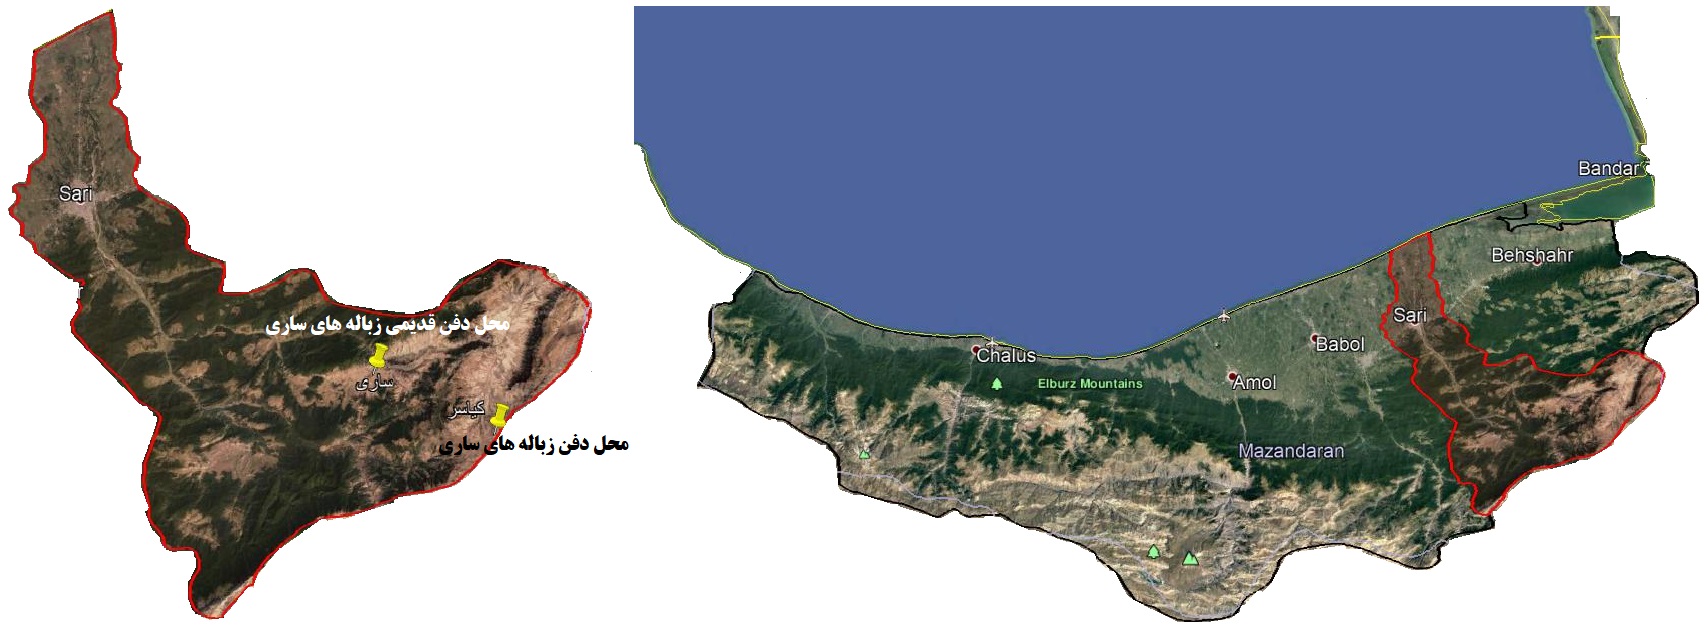 Sari
محل دفن قدیمی زباله های ساری
ساری
کیاسر
محل دفن زباله های ساری
Bandar
Behshahr
Sari
Babol
Chalus
Elburz Mountains
Amol
Mazandaran